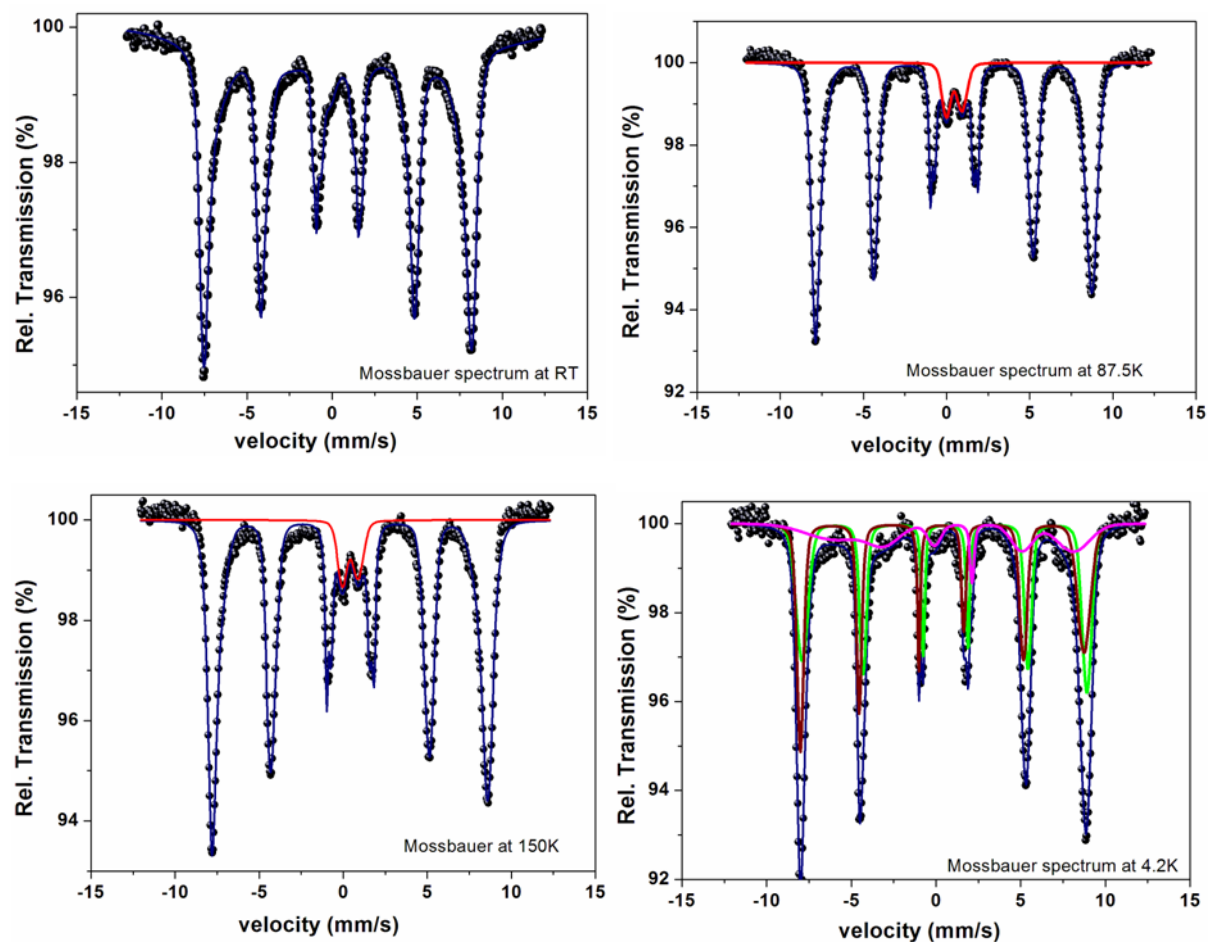 100
98
96
Rel. Transmission (%)
Mossbauer spectrum at RT
-15 -10 -5 0 5 10 15
velocity (mm/s)
100
98
96
94
92
Rel. Transmission (%)
Mossbauer spectrum at 87.5K
-15 -10 -5 0 5 10 15
velocity (mm/s)
100
98
96
94
Rel. Transmission (%)
Mossbauer at 150K
-15 -10 -5 0 5 10 15
velocity (mm/s)
100
98
96
94
92
Rel. Transmission (%)
Mossbauer spectrum at 4.2K
-15 -10 -5 0 5 10 15
velocity (mm/s)